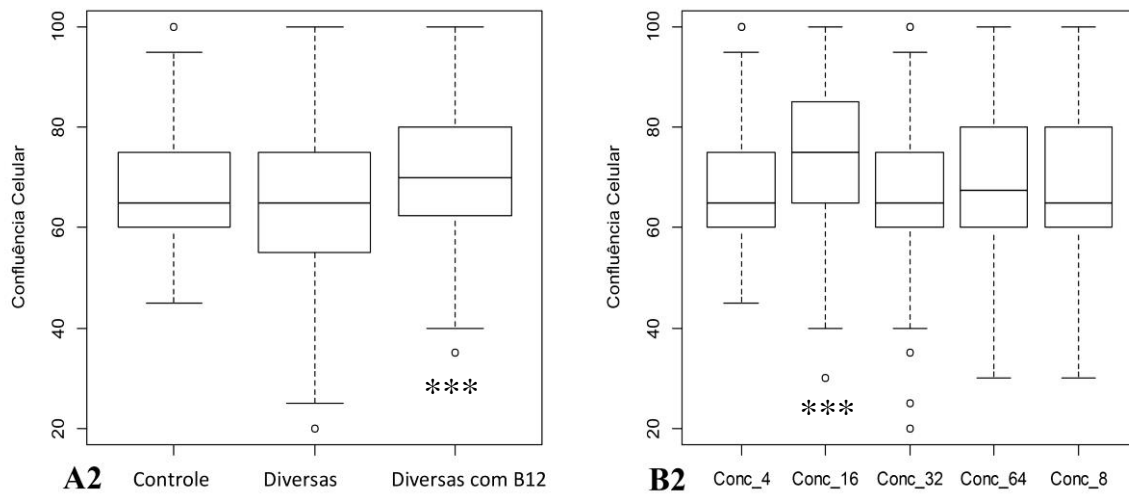 100
80
60
40
20
Confluência Celular
***
A2
Controle
Diversas
Diversas com B12
100
80
60
40
20
Confluência Celular
***
B2
Conc_4
Conc_16
Conc_32
Conc_64
Conc_8